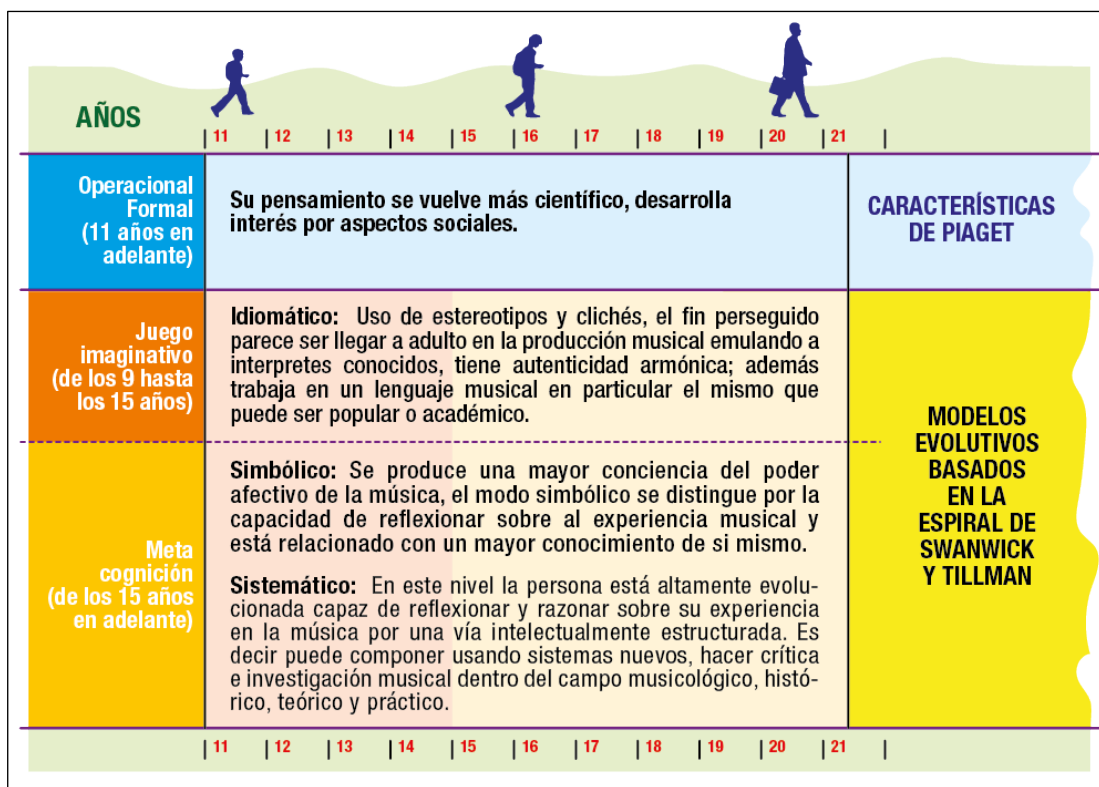 AÑOS
| 11 | 12 | 13 | 14 | 15 | 16 | 17 | 18 | 19 | 20 | 21 |
Operacional
Formal
(11 años en
adelante)
Su pensamiento se vuelve más científico, desarrolla
interés por aspectos sociales.
CARACTERÍSTICAS
DE PIAGET
Juego
imaginativo
(de los 9 hasta
los 15 años)
Idiomático: Uso de estereotipos y clichés, el fin perseguido
parece ser llegar a adulto en la producción musical emulando a
interpretes conocidos, tiene autenticidad armónica; además
trabaja en un lenguaje musical en particular el mismo que
puede ser popular o académico.
Meta
cognición
(de los 15 años
en adelante)
Simbólico: Se produce una mayor conciencia del poder
afectivo de la música, el modo simbólico se distingue por la
capacidad de reflexionar sobre al experiencia musical y
está relacionado con un mayor conocimiento de si mismo.
Sistemático: En este nivel la persona está altamente evolu-
cionada capaz de reflexionar y razonar sobre su experiencia
en la música por una vía intelectualmente estructurada. Es
decir puede componer usando sistemas nuevos, hacer crítica
e investigación musical dentro del campo musicológico, histó-
rico, teórico y práctico.
MODELOS
EVOLUTIVOS
BASADOS
EN LA
ESPIRAL DE
SWANWICK
Y TILLMAN
| 11 | 12 | 13 | 14 | 15 | 16 | 17 | 18 | 19 | 20 | 21 |